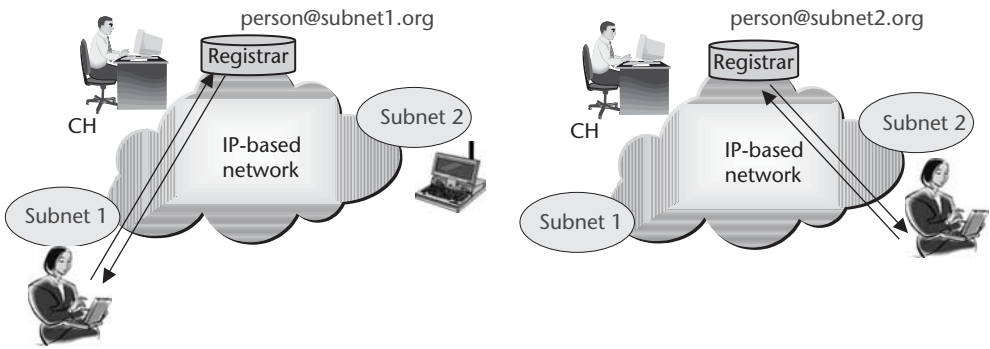 person@subnet1.org
Registrar
CH
Subnet 2
IP-based
network
Subnet 1
person@subnet2.org
Registrar
CH
Subnet 2
IP-based
network
Subnet 1